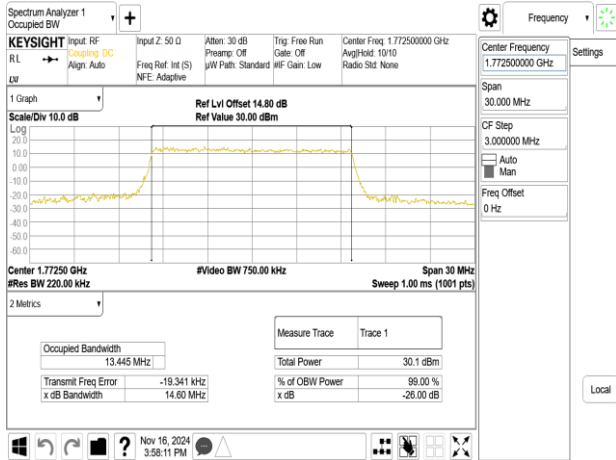 Spectrum Analyzer 1
Occupied BW
KEYSIGHT
RL
LXI
Input: RF
Coupling: DC
Align: Auto
Input Z: 50 Ω
Freq Ref: Int (S)
NFE: Adaptive
Atten: 30 dB
Preamp: Off
µW Path: Standard
Trig: Free Run
Gate: Off
#IF Gain: Low
Center Freq: 1.772500000 GHz
Avg|Hold: 10/10
Radio Std: None
1 Graph
Scale/Div 10.0 dB
Ref Lvl Offset 14.80 dB
Ref Value 30.00 dBm
Log
20.0
10.0
0.00
-10.0
-20.0
-30.0
-40.0
-50.0
-60.0
Center 1.77250 GHz
#Res BW 220.00 kHz
#Video BW 750.00 kHz
Span 30 MHz
Sweep 1.00 ms (1001 pts)
2 Metrics
Occupied Bandwidth
13.445 MHz
Transmit Freq Error -19.341 kHz
x dB Bandwidth 14.60 MHz
Measure Trace Trace 1
Total Power 30.1 dBm
% of OBW Power 99.00 %
x dB -26.00 dB
Nov 16, 2024
3:58:11 PM
Frequency
Center Frequency
1.772500000 GHz
Span
30.000 MHz
CF Step
3.000000 MHz
Auto
Man
Freq Offset
0 Hz
Settings
Local